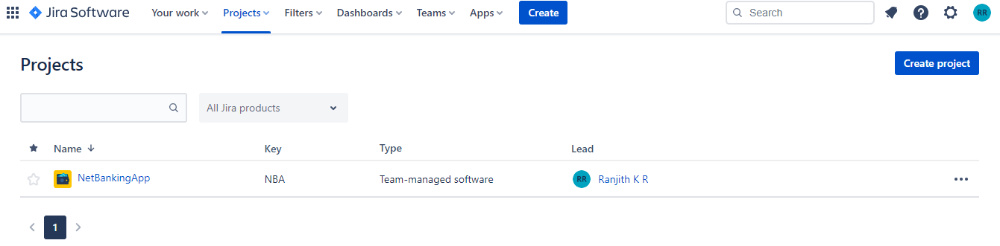 Jira Software Your work Projects Filters Dashboards Teams Apps Create Search RR
Projects Create project
All Jira products
Name Key Type Lead
NetBankingApp NBA Team-managed software RR Ranjith K R
1